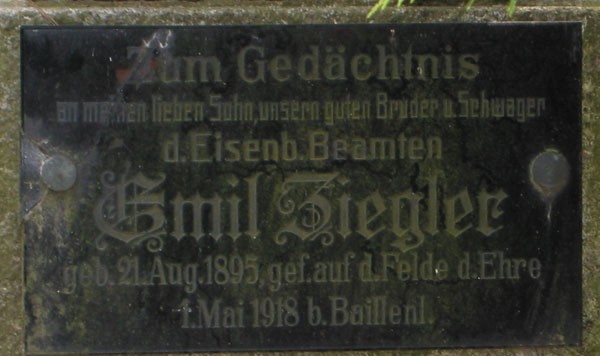 Zum Gedächtnis
an meinen lieben Sohn, unsern guten Bruder u. Schwager
d. Eisenb. Beamten
Emil Ziegler
geb. 21. Aug. 1895, gef. auf d. Felde d. Ehre
1. Mai 1918 b. Baillenl.